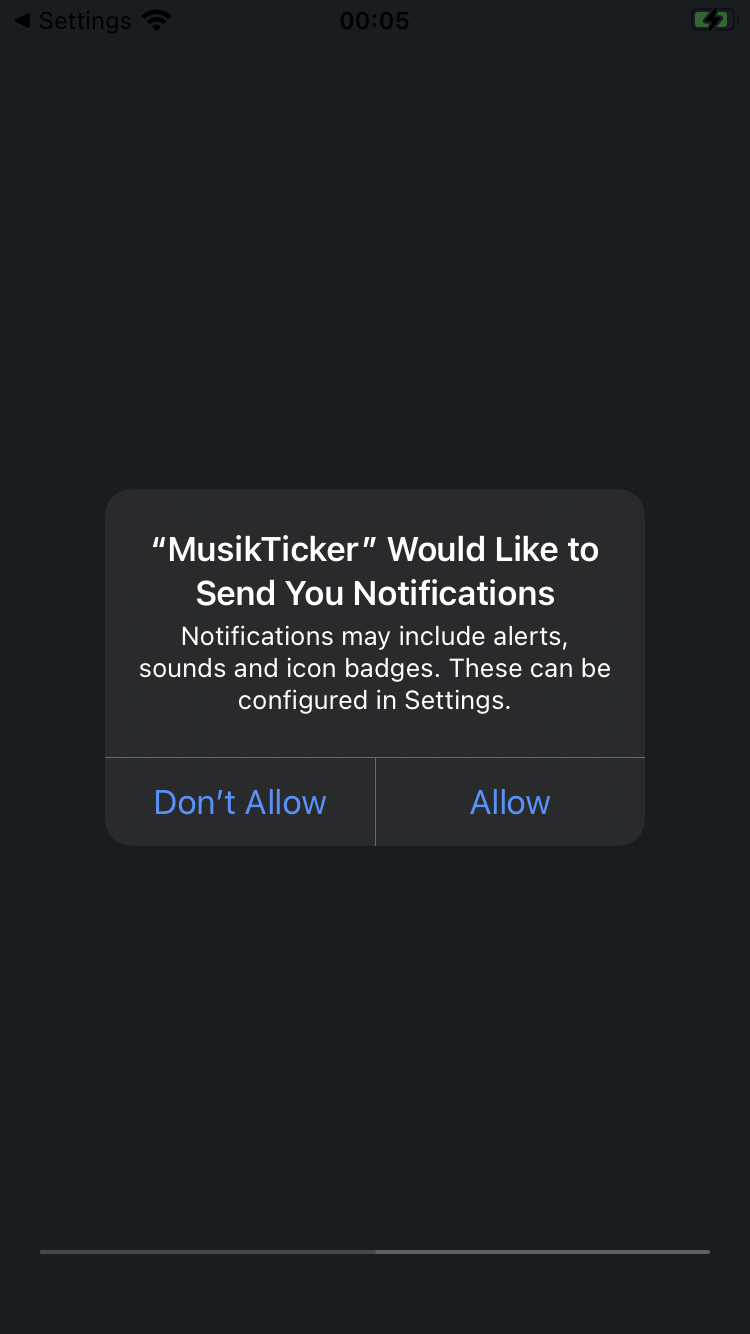 ◀ Settings
00:05
“MusikTicker” Would Like to
Send You Notifications
Notifications may include alerts,
sounds and icon badges. These can be
configured in Settings.
Don’t Allow
Allow